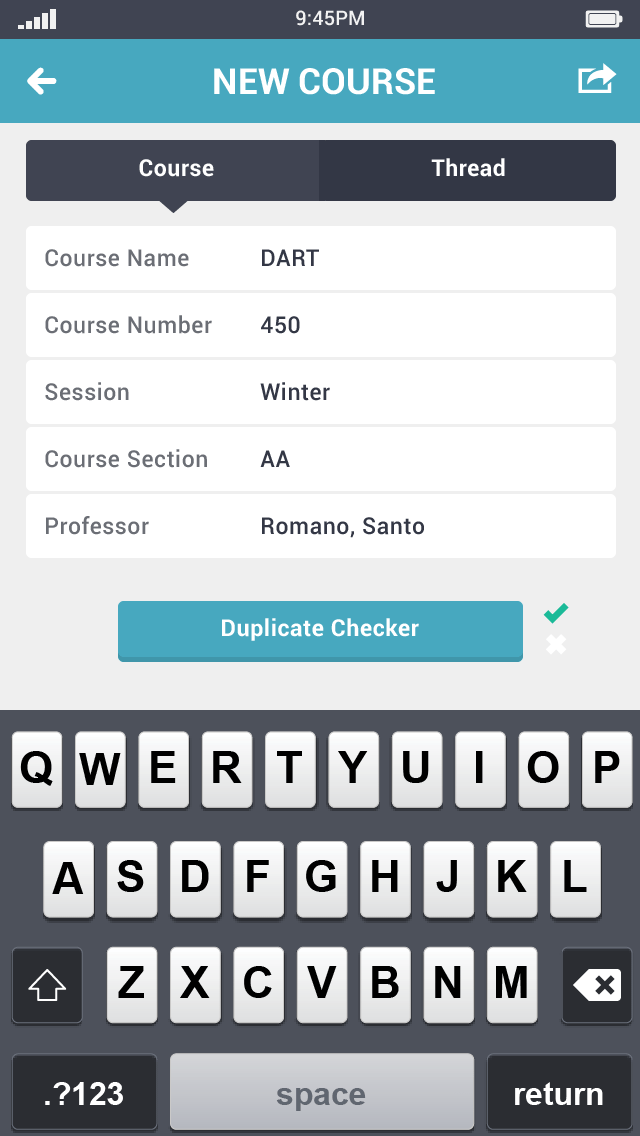 9:45PM
NEW COURSE
Course Thread
Course Name DART
Course Number 450
Session Winter
Course Section AA
Professor Romano, Santo
Duplicate Checker
Q W E R T Y U I O P
A S D F G H J K L
Z X C V B N M
.?123 space return